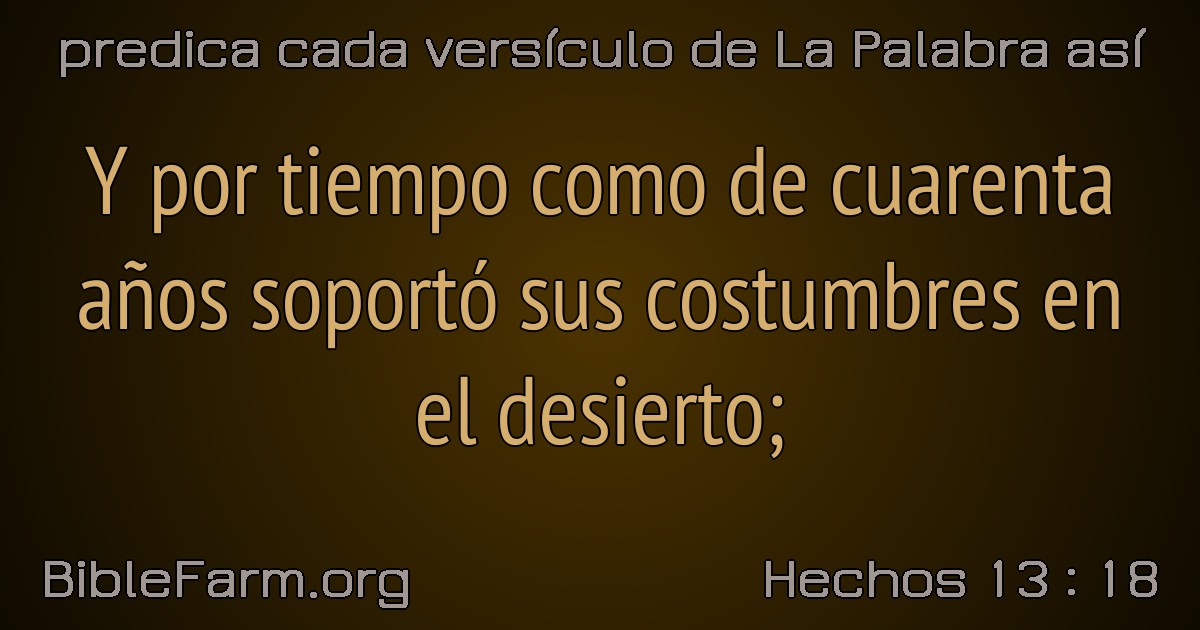 predica cada versículo de La Palabra así
Y por tiempo como de cuarenta
años soportó sus costumbres en
el desierto;
BibleFarm.org
Hechos 13 : 18